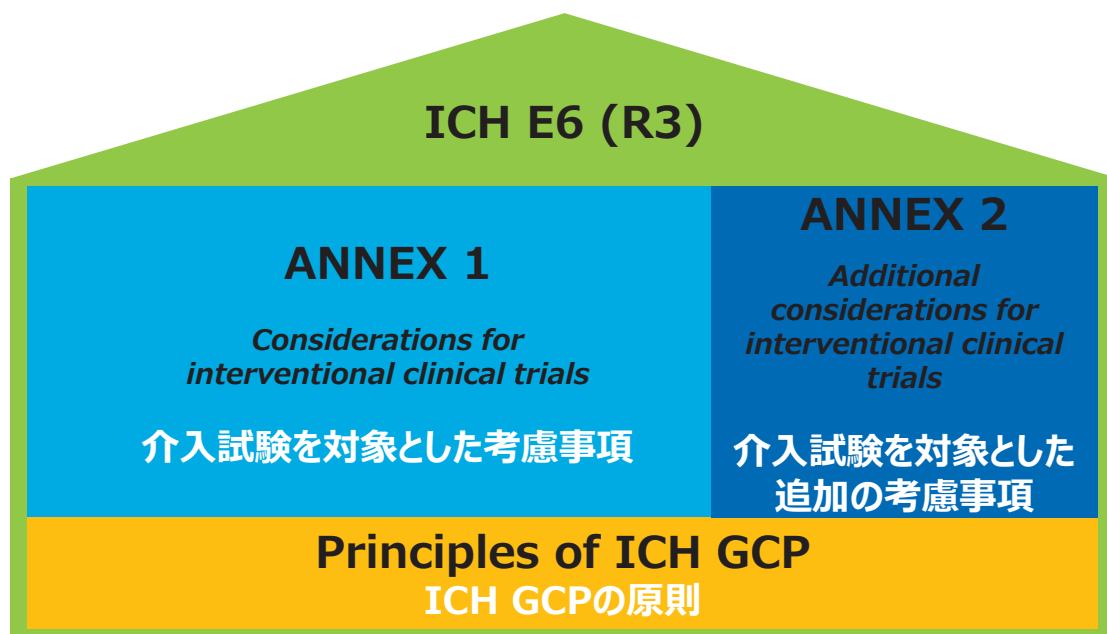 ICH E6 (R3)
ANNEX 1
Considerations for
interventional clinical trials
介入試験を対象とした考慮事項
ANNEX 2
Additional
considerations for
interventional clinical
trials
介入試験を対象とした
追加の考慮事項
Principles of ICH GCP
ICH GCPの原則